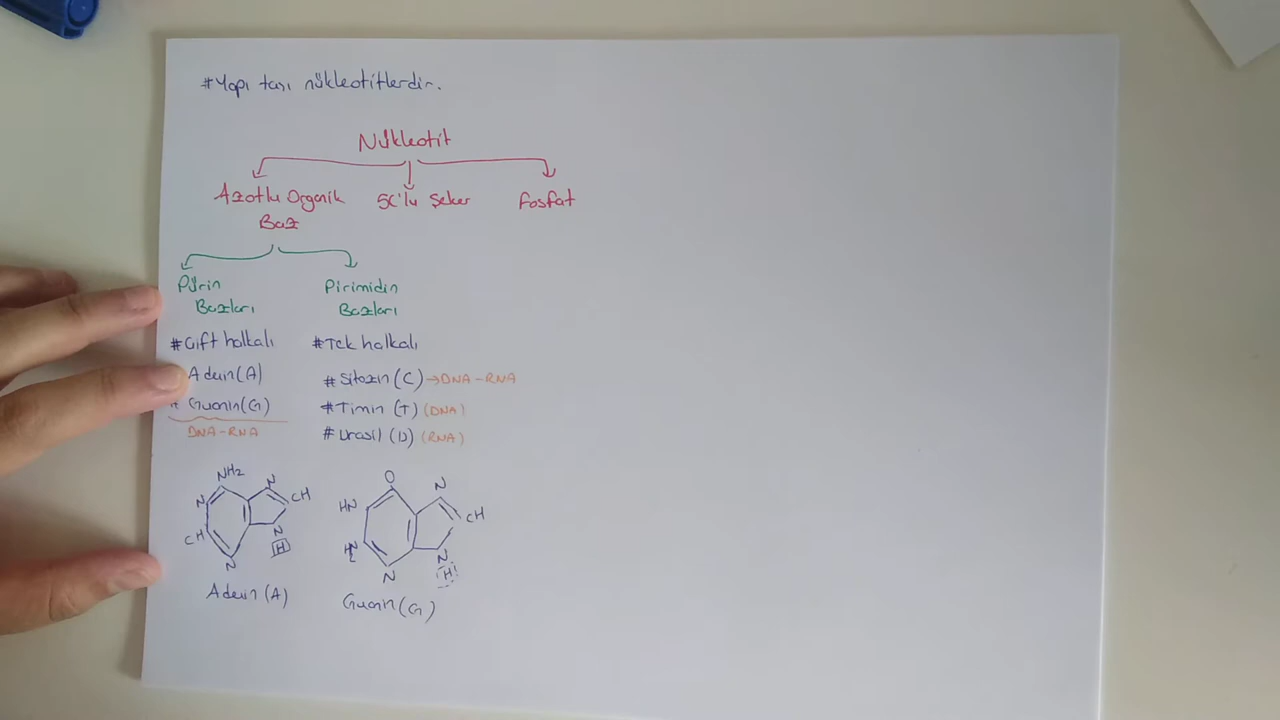 #Yapı taşı nükleotitlerdir.
Nükleotit
Azotlu Organik Baz
5C'lu Şeker
Fosfat
Pürin Bazları
Pirimidin Bazları
#Çift halkalı
#Tek halkalı
Adenin(A)
# Guanin(G)
DNA-RNA
#Sitozin(C)→DNA-RNA
#Timin (T) (DNA)
#Urasil (U) (RNA)
NH2
N
N
CH
CH
N
H
N
Adenin (A)
O
HN
N
CH
N
N
H
Guanin(G)